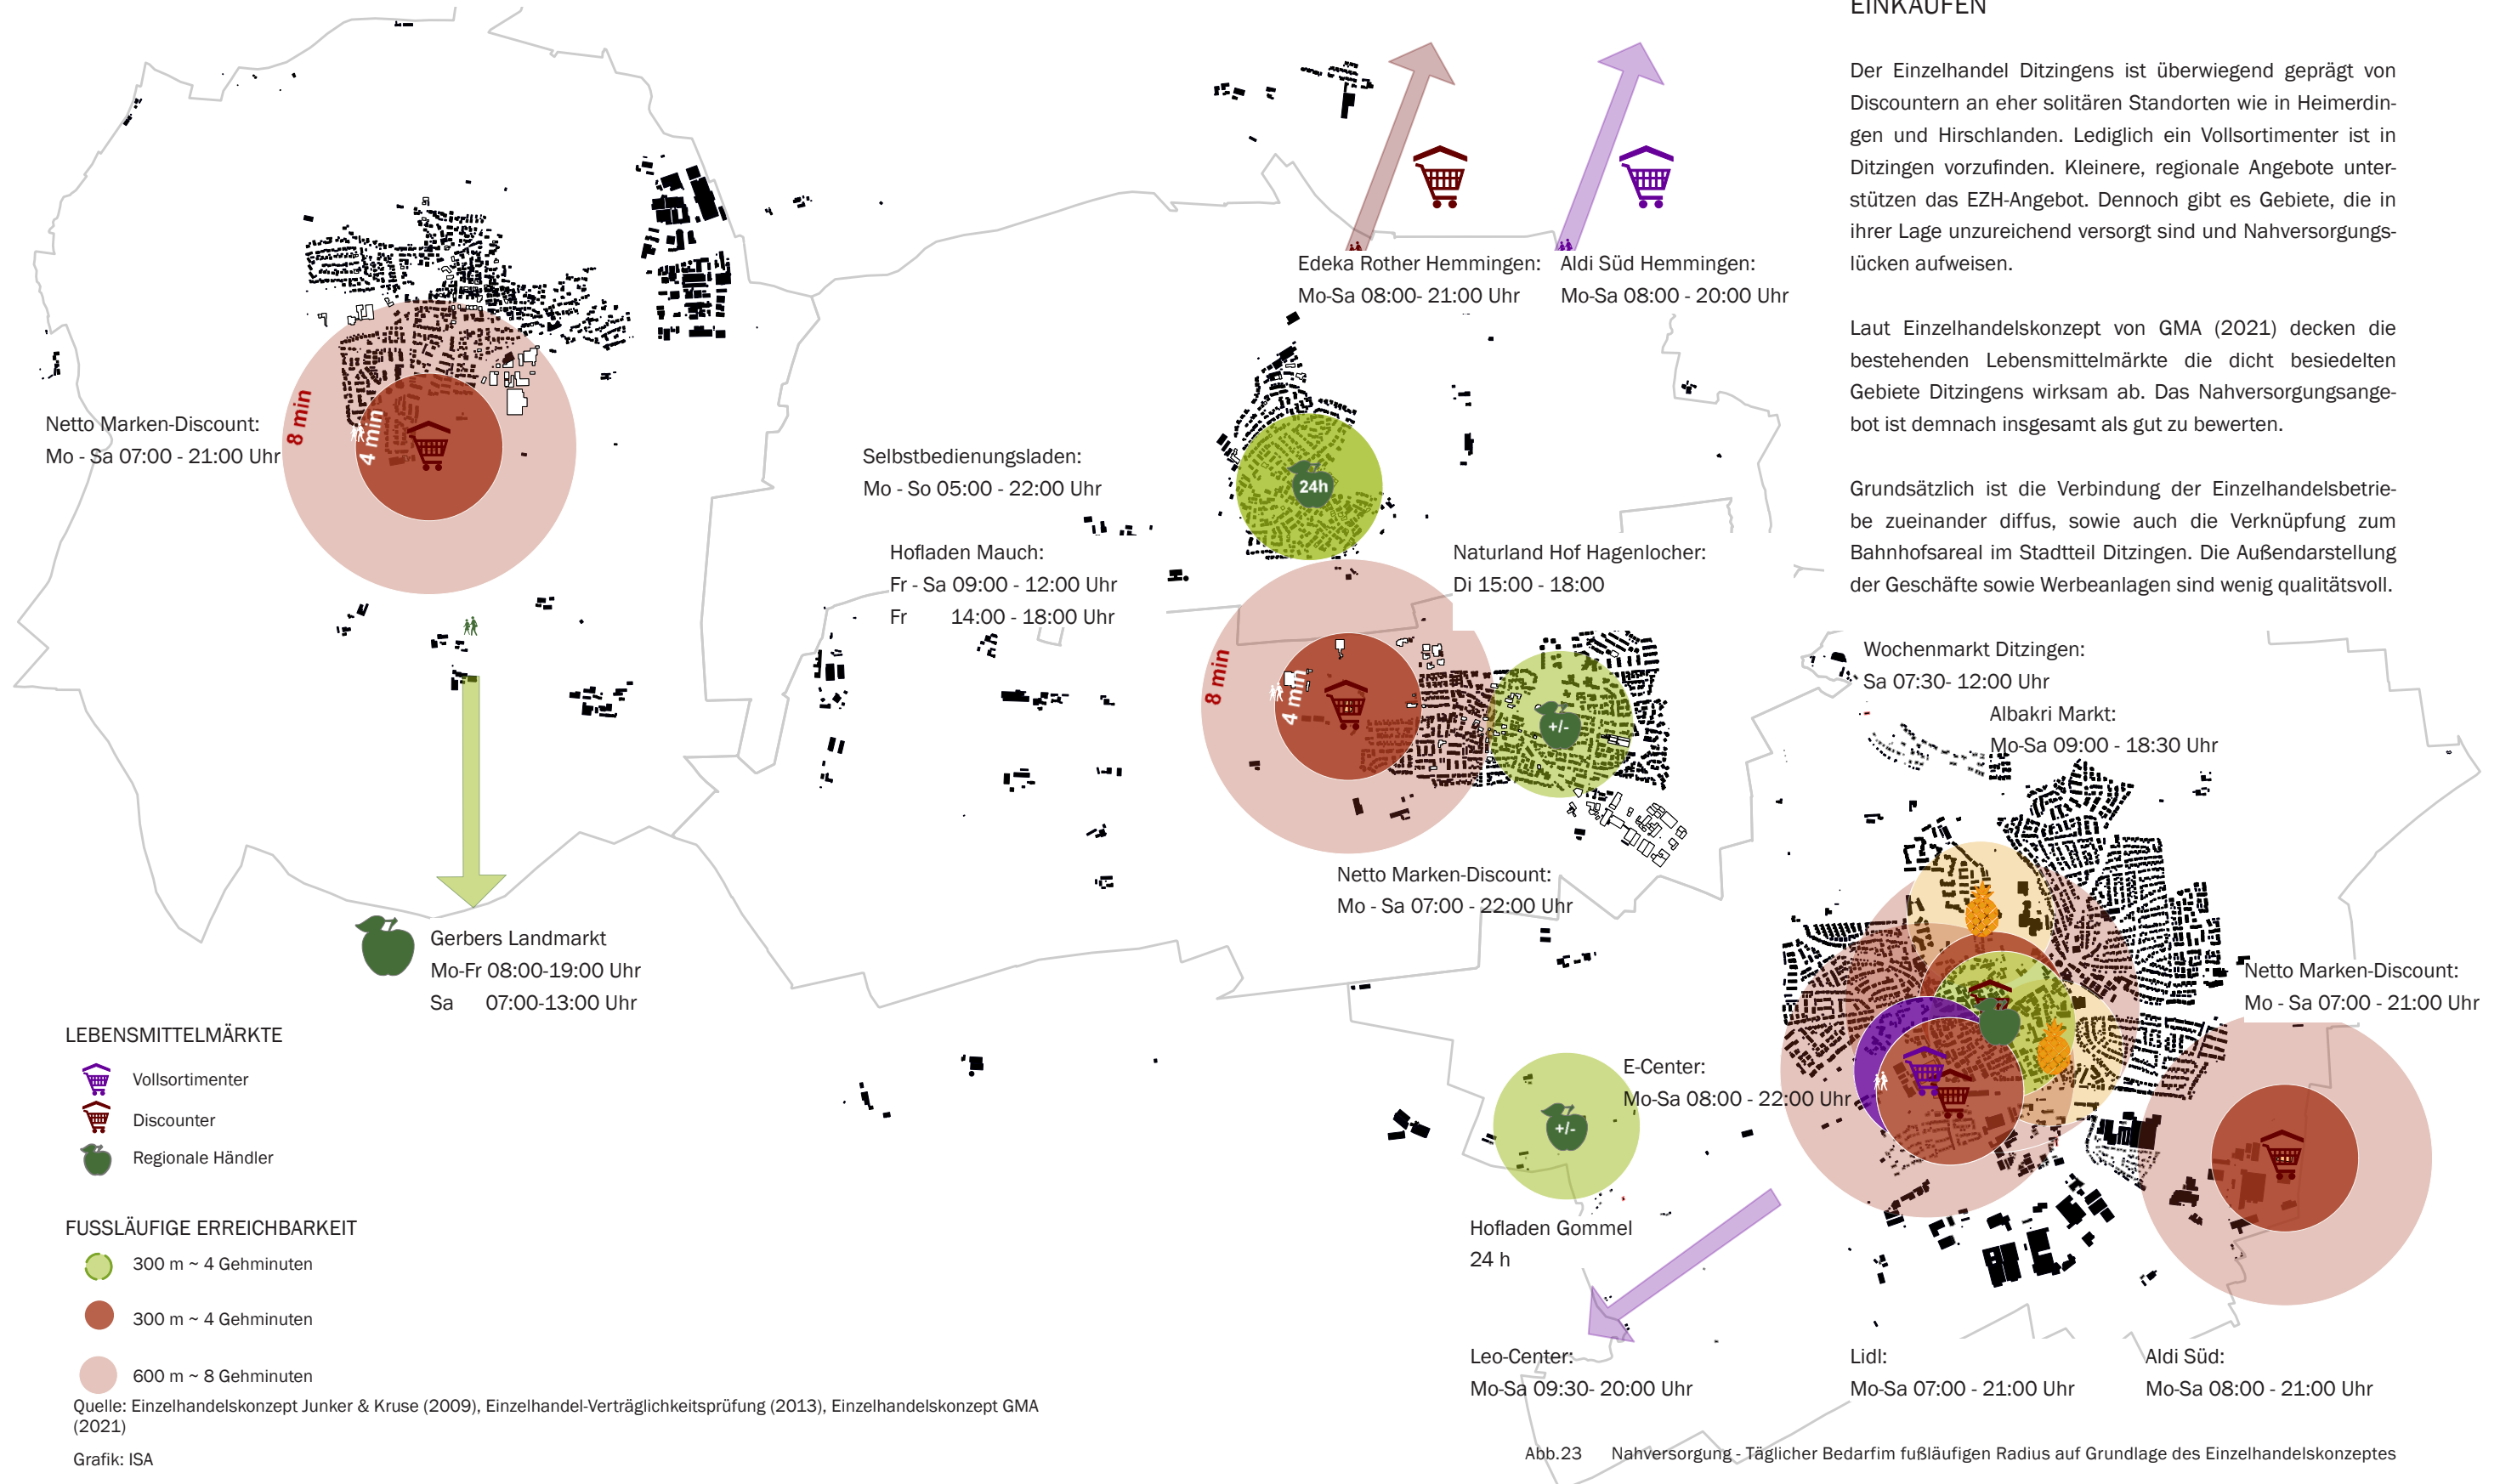 EINKAUFEN
Der Einzelhandel Ditzingens ist überwiegend geprägt von
Discountern an eher solitären Standorten wie in Heimerdin-
gen und Hirschlanden. Lediglich ein Vollsortimenter ist in
Ditzingen vorzufinden. Kleinere, regionale Angebote unter-
stützen das EZH-Angebot. Dennoch gibt es Gebiete, die in
ihrer Lage unzureichend versorgt sind und Nahversorgungs-
lücken aufweisen.
Laut Einzelhandelskonzept von GMA (2021) decken die
bestehenden Lebensmittelmärkte die dicht besiedelten
Gebiete Ditzingens wirksam ab. Das Nahversorgungsange-
bot ist demnach insgesamt als gut zu bewerten.
Grundsätzlich ist die Verbindung der Einzelhandelsbetrie-
be zueinander diffus, sowie auch die Verknüpfung zum
Bahnhofsareal im Stadtteil Ditzingen. Die Außendarstellung
der Geschäfte sowie Werbeanlagen sind wenig qualitätsvoll.
Edeka Rother Hemmingen:
Mo-Sa 08:00- 21:00 Uhr
Aldi Süd Hemmingen:
Mo-Sa 08:00 - 20:00 Uhr
Netto Marken-Discount:
Mo - Sa 07:00 - 21:00 Uhr
8 min
4 min
Selbstbedienungsladen:
Mo - So 05:00 - 22:00 Uhr
24h
Hofladen Mauch:
Fr - Sa 09:00 - 12:00 Uhr
Fr 14:00 - 18:00 Uhr
Naturland Hof Hagenlocher:
Di 15:00 - 18:00
8 min
4 min
+/-
Wochenmarkt Ditzingen:
Sa 07:30- 12:00 Uhr
Albakri Markt:
Mo-Sa 09:00 - 18:30 Uhr
Netto Marken-Discount:
Mo - Sa 07:00 - 22:00 Uhr
Gerbers Landmarkt
Mo-Fr 08:00-19:00 Uhr
Sa 07:00-13:00 Uhr
Netto Marken-Discount:
Mo - Sa 07:00 - 21:00 Uhr
E-Center:
Mo-Sa 08:00 - 22:00 Uhr
+/-
Hofladen Gommel
24 h
Leo-Center:
Mo-Sa 09:30- 20:00 Uhr
Lidl:
Mo-Sa 07:00 - 21:00 Uhr
Aldi Süd:
Mo-Sa 08:00 - 21:00 Uhr
LEBENSMITTELMÄRKTE
Vollsortimenter
Discounter
Regionale Händler
FUSSLÄUFIGE ERREICHBARKEIT
300 m ~ 4 Gehminuten
300 m ~ 4 Gehminuten
600 m ~ 8 Gehminuten
Quelle: Einzelhandelskonzept Junker & Kruse (2009), Einzelhandel-Verträglichkeitsprüfung (2013), Einzelhandelskonzept GMA
(2021)
Grafik: ISA
Abb.23 Nahversorgung - Täglicher Bedarfim fußläufigen Radius auf Grundlage des Einzelhandelskonzeptes